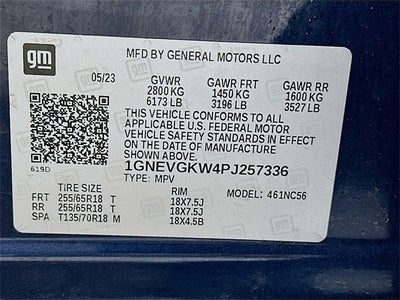 gm
MFD BY GENERAL MOTORS LLC
05/23 GVWR GAWR FRT GAWR RR
2800 KG 1450 KG 1600 KG
6173 LB 3196 LB 3527 LB
THIS VEHICLE CONFORMS TO ALL
APPLICABLE U.S. FEDERAL MOTOR
VEHICLE SAFETY STANDARDS IN EFFECT
ON THE DATE OF MANUFACTURE
SHOWN ABOVE.
619D
1GNEVGKW4PJ257336
TYPE: MPV MODEL: 461NC56
TIRE SIZE RIM
FRT 255/65R18 T 18X7.5J
RR 255/65R18 T 18X7.5J
SPA T135/70R18 M 18X4.5B